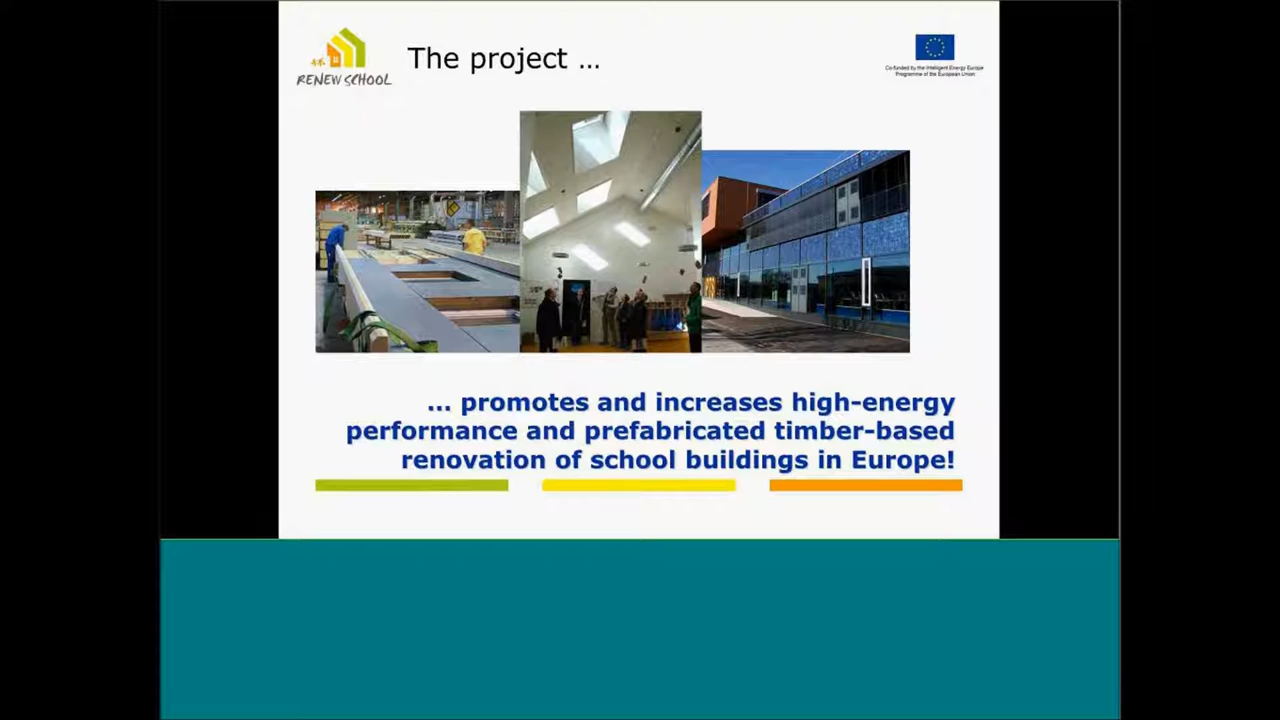 The project ...
RENEW SCHOOL
Co-funded by the Intelligent Energy Europe
Programme of the European Union
... promotes and increases high-energy
performance and prefabricated timber-based
renovation of school buildings in Europe!